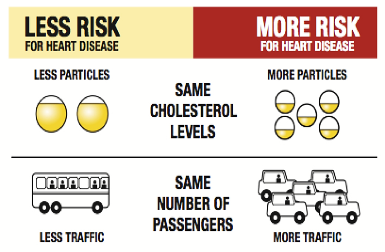 LESS RISK
FOR HEART DISEASE
MORE RISK
FOR HEART DISEASE
LESS PARTICLES
SAME
CHOLESTEROL
LEVELS
MORE PARTICLES
SAME
NUMBER OF
PASSENGERS
LESS TRAFFIC
MORE TRAFFIC